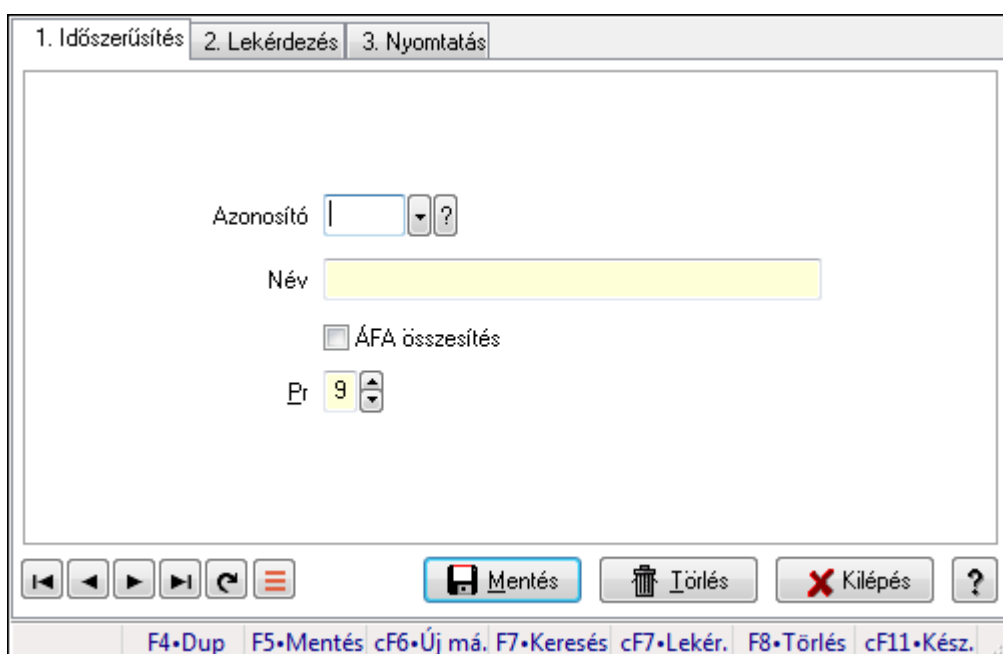 1. Időszerűsítés 2. Lekérdezés 3. Nyomtatás
Azonosító ?
Név
ÁFA összesítés
Pr 9
Mentés Törlés Kilépés ?
F4•Dup F5•Mentés cF6•Új má. F7•Keresés cF7•Lekér. F8•Törlés cF11•Kész.